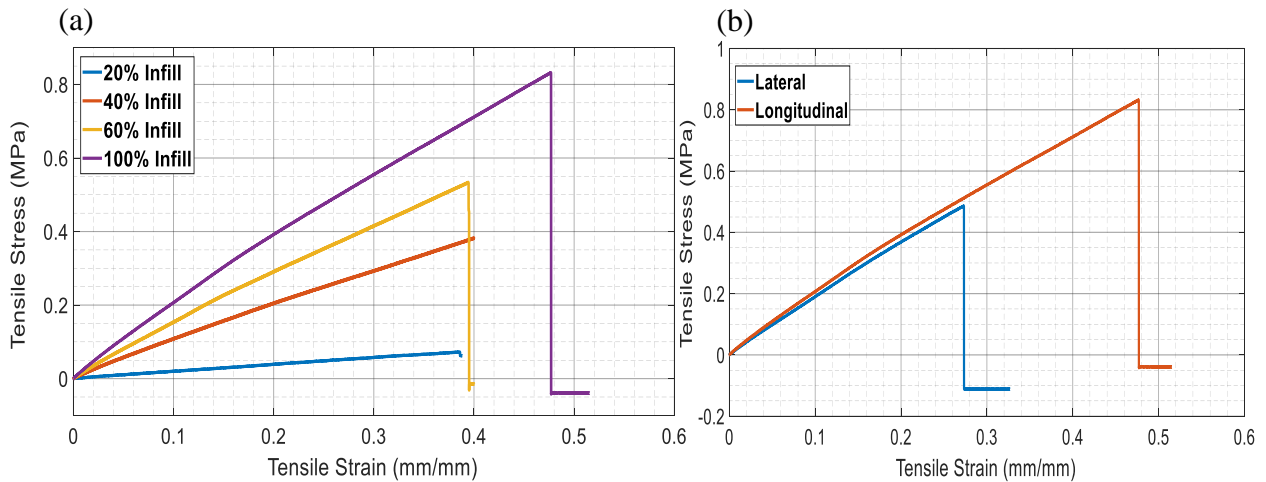 (a)
20% Infill
40% Infill
60% Infill
100% Infill
Tensile Stress (MPa)
0.8
0.6
0.4
0.2
0
0
0.1
0.2
0.3
0.4
0.5
0.6
Tensile Strain (mm/mm)
(b)
Lateral
Longitudinal
Tensile Stress (MPa)
1
0.8
0.6
0.4
0.2
0
-0.2
0
0.1
0.2
0.3
0.4
0.5
0.6
Tensile Strain (mm/mm)